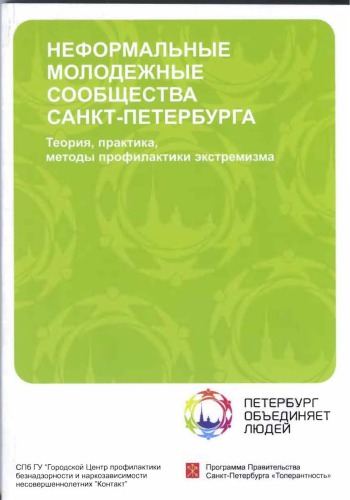 НЕФОРМАЛЬНЫЕ
МОЛОДЕЖНЫЕ
СООБЩЕСТВА
САНКТ-ПЕТЕРБУРГА
Теория, практика,
методы профилактики экстремизма
ПЕТЕРБУРГ
ОБЪЕДИНЯЕТ
ЛЮДЕЙ
СПб ГУ "Городской Центр профилактики
безнадзорности и наркозависимости
несовершеннолетних "Контакт"
Программа Правительства
Санкт-Петербурга «Толерантность»